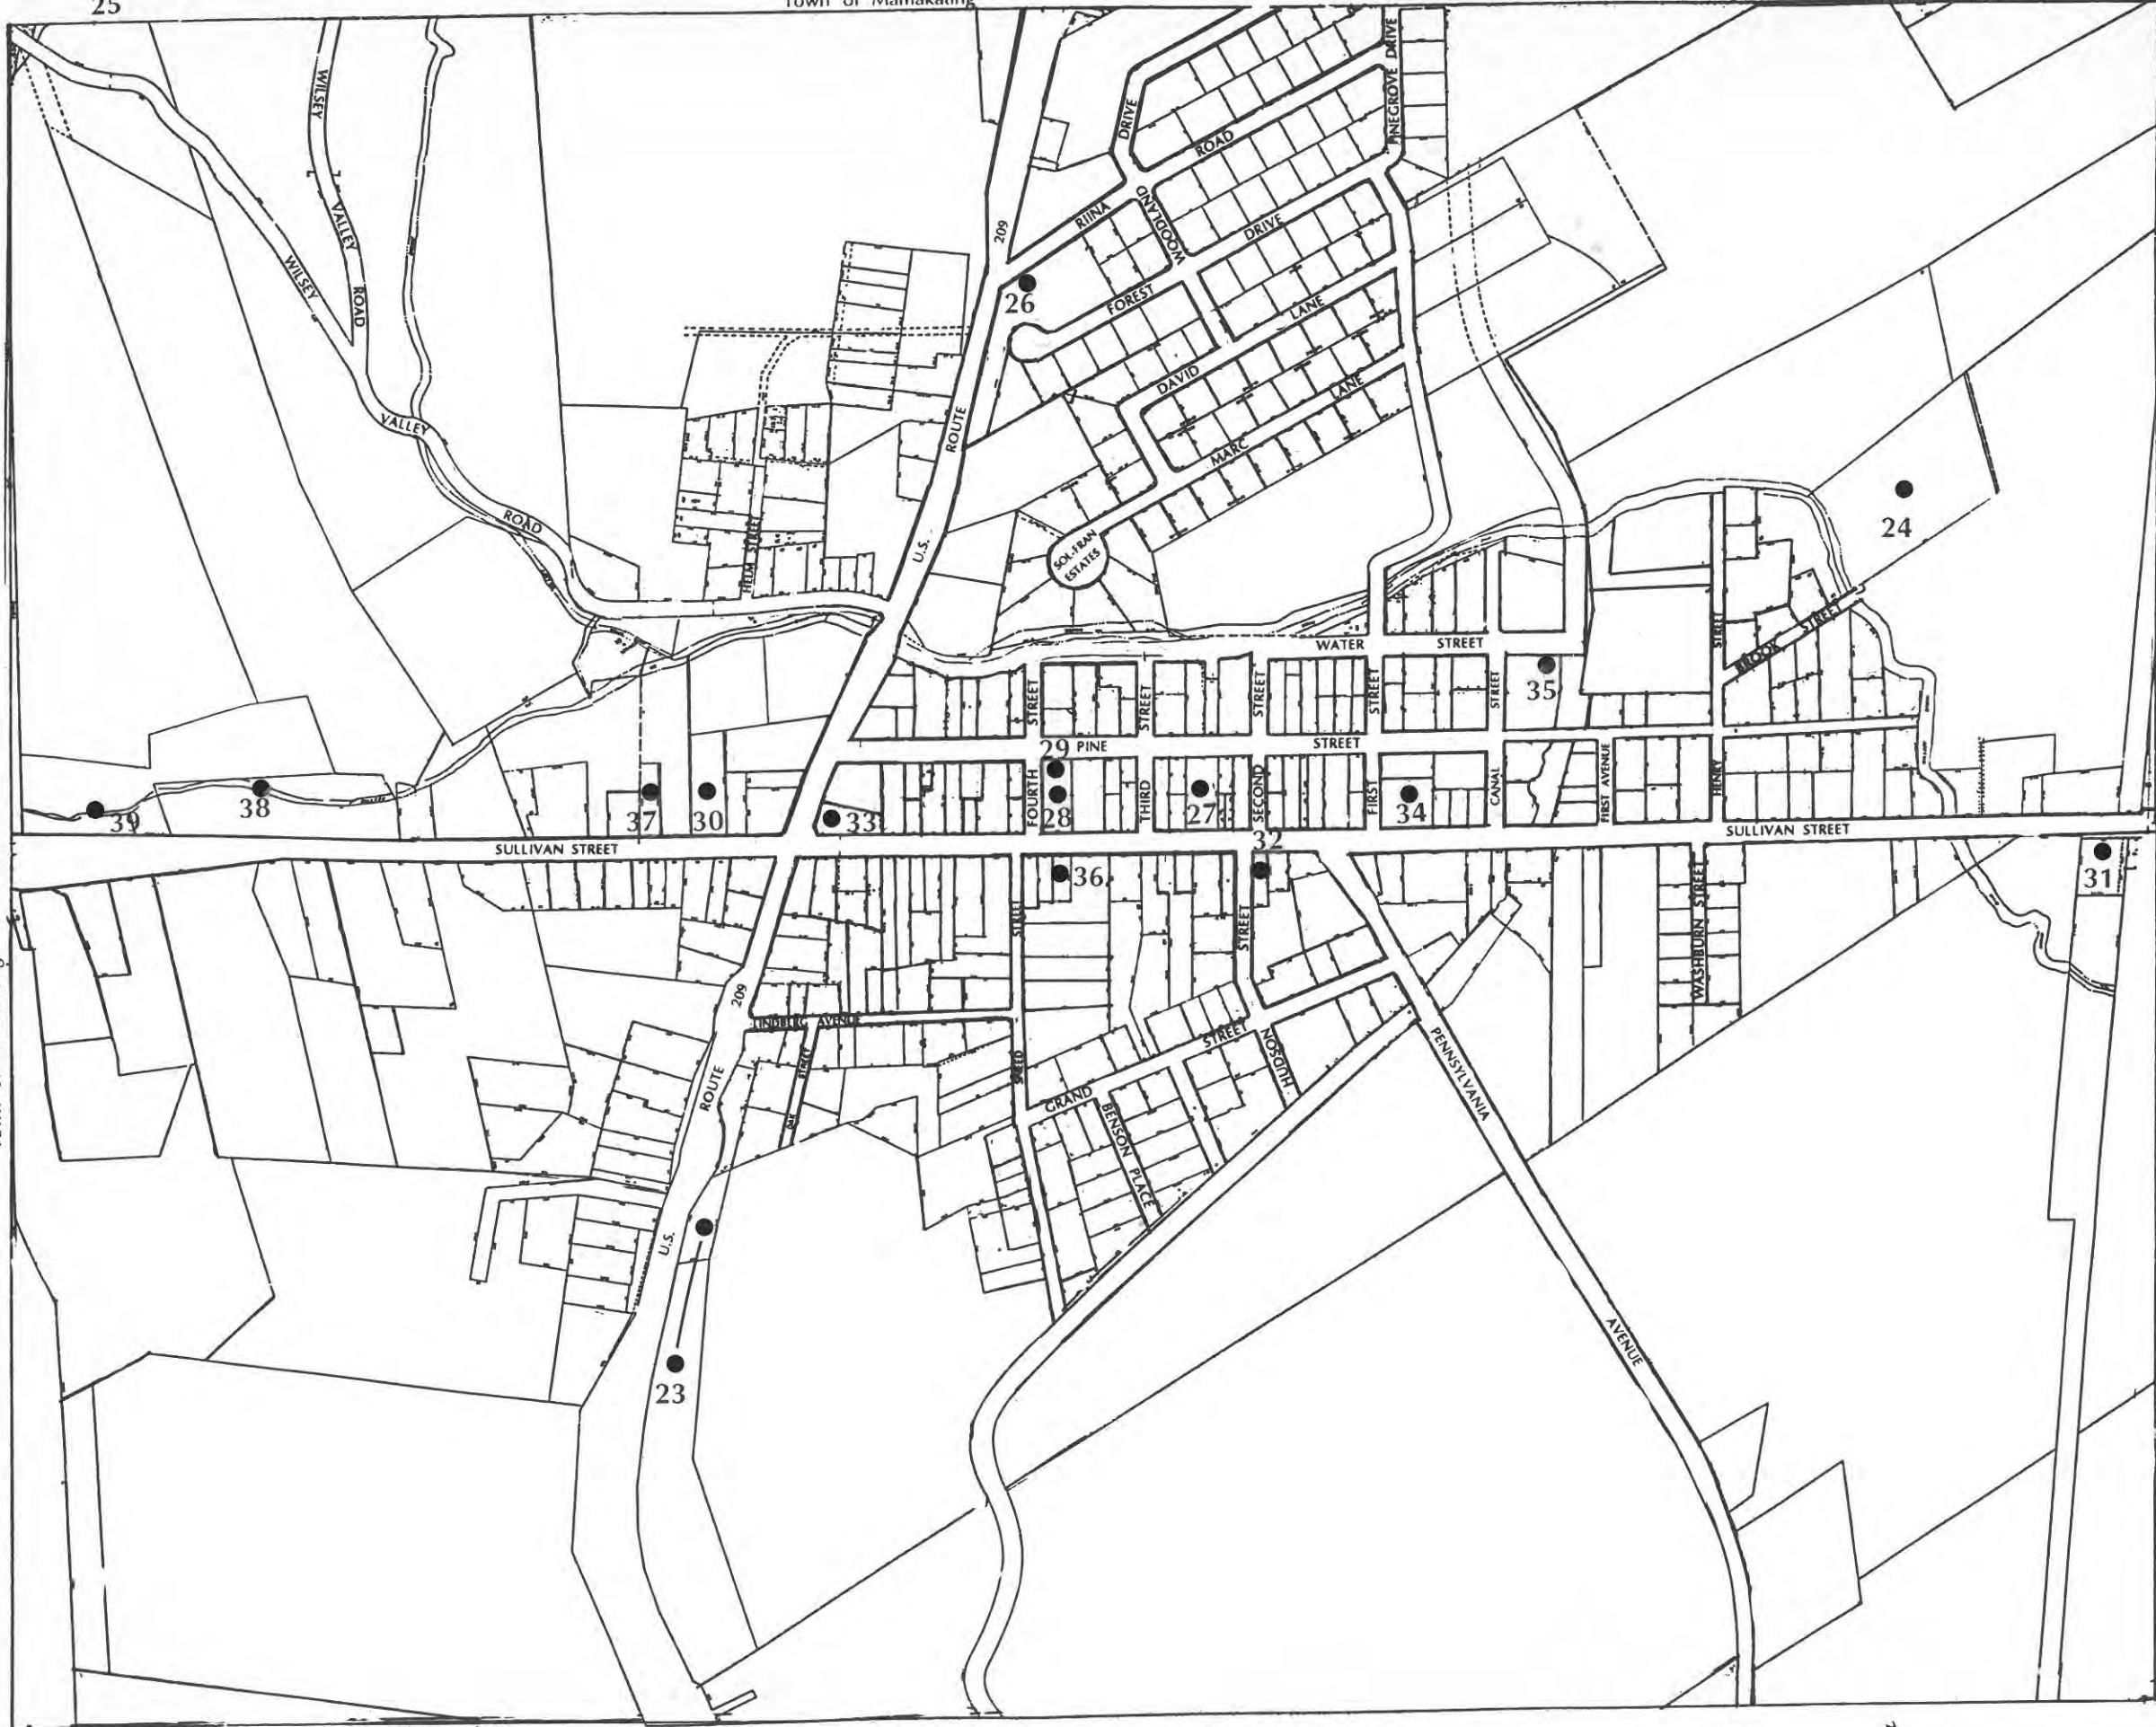 25
Town of Mamakating
WILSEY
VALLEY
ROAD
WILSEY
VALLEY
ROAD
DRIVE
ROAD
PINEGROVE DRIVE
RIINA
WOODLAND
DRIVE
209
26
FOREST
LANE
DAVID
LANE
MARC
ROUTE
U.S.
SOL-FRAN
ESTATES
HELM STREET
24
WATER STREET
STREET
BROOK STREET
STREET
STREET
STREET
STREET
STREET
35
29 PINE STREET
FOURTH
28
THIRD
27
SECOND
FIRST
34
CANAL
FIRST AVENUE
HENRY
39
38
37
30
33
32
SULLIVAN STREET
SULLIVAN STREET
36
31
STREET
STREET
WASHBURN STREET
209
LINDBERG AVENUE
STREET
OAK
SNEED
STREET
GRAND
HUDSON
BENSON PLACE
ROUTE
U.S.
PENNSYLVANIA
AVENUE
23